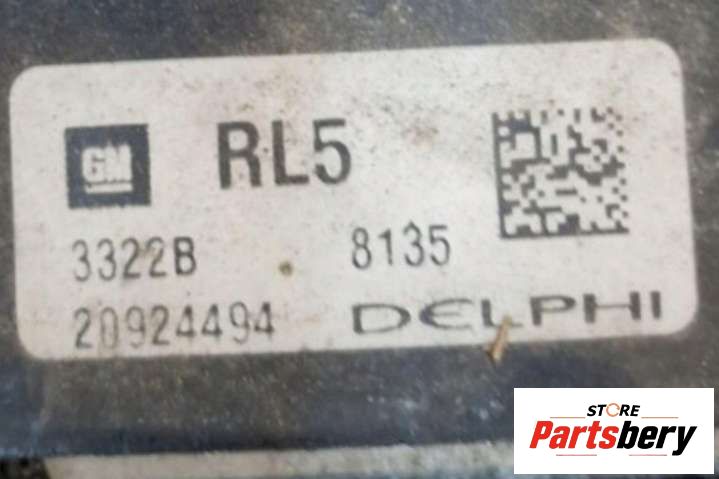 GM RL5
3322B 8135
20924494 DELPHI
STORE
Partsbery